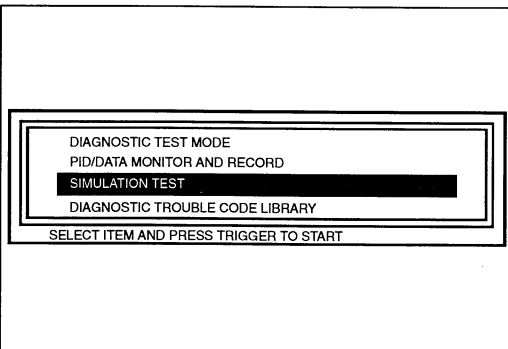 DIAGNOSTIC TEST MODE
PID/DATA MONITOR AND RECORD
SIMULATION TEST
DIAGNOSTIC TROUBLE CODE LIBRARY
SELECT ITEM AND PRESS TRIGGER TO START